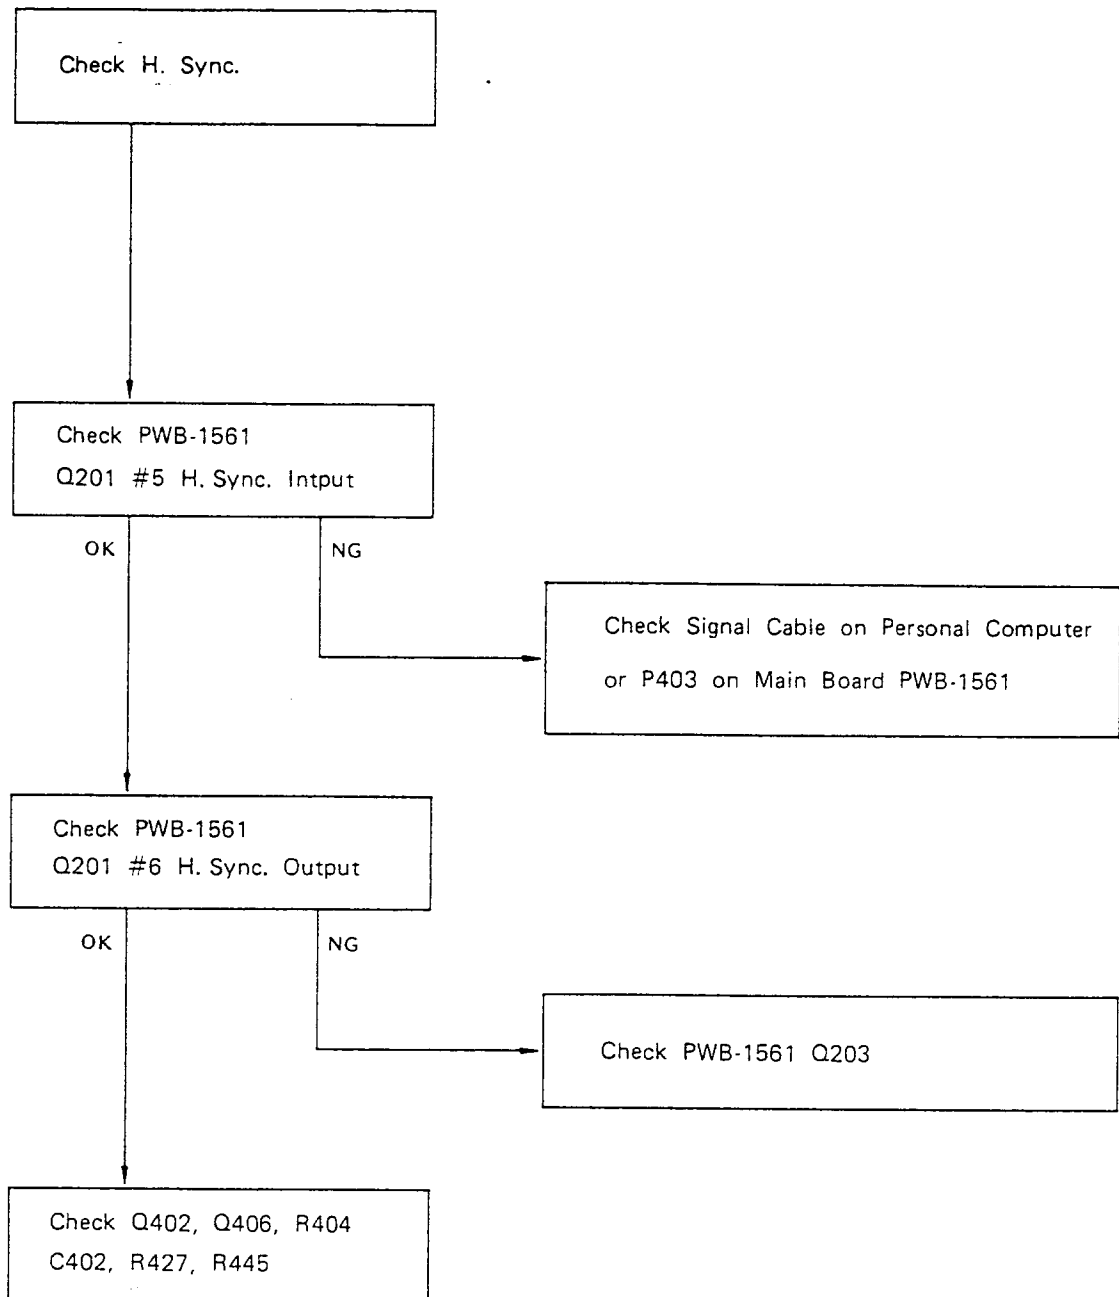 Check H. Sync.
Check PWB-1561
Q201 #5 H. Sync. Intput
OK
NG
Check Signal Cable on Personal Computer
or P403 on Main Board PWB-1561
Check PWB-1561
Q201 #6 H. Sync. Output
OK
NG
Check PWB-1561 Q203
Check Q402, Q406, R404
C402, R427, R445